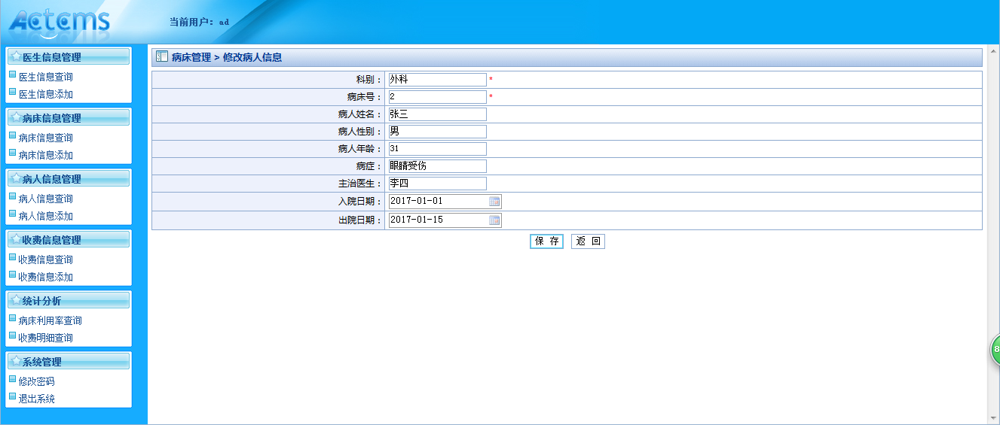 Actcms
当前用户：ad
医生信息管理
医生信息查询
医生信息添加
病床信息管理
病床信息查询
病床信息添加
病人信息管理
病人信息查询
病人信息添加
收费信息管理
收费信息查询
收费信息添加
统计分析
病床利用率查询
收费明细查询
系统管理
修改密码
退出系统
病床管理 > 修改病人信息
科别： 外科 *
病床号： 2 *
病人姓名： 张三
病人性别： 男
病人年龄： 31
病症： 眼睛受伤
主治医生： 李四
入院日期： 2017-01-01
出院日期： 2017-01-15
保 存 返 回
8